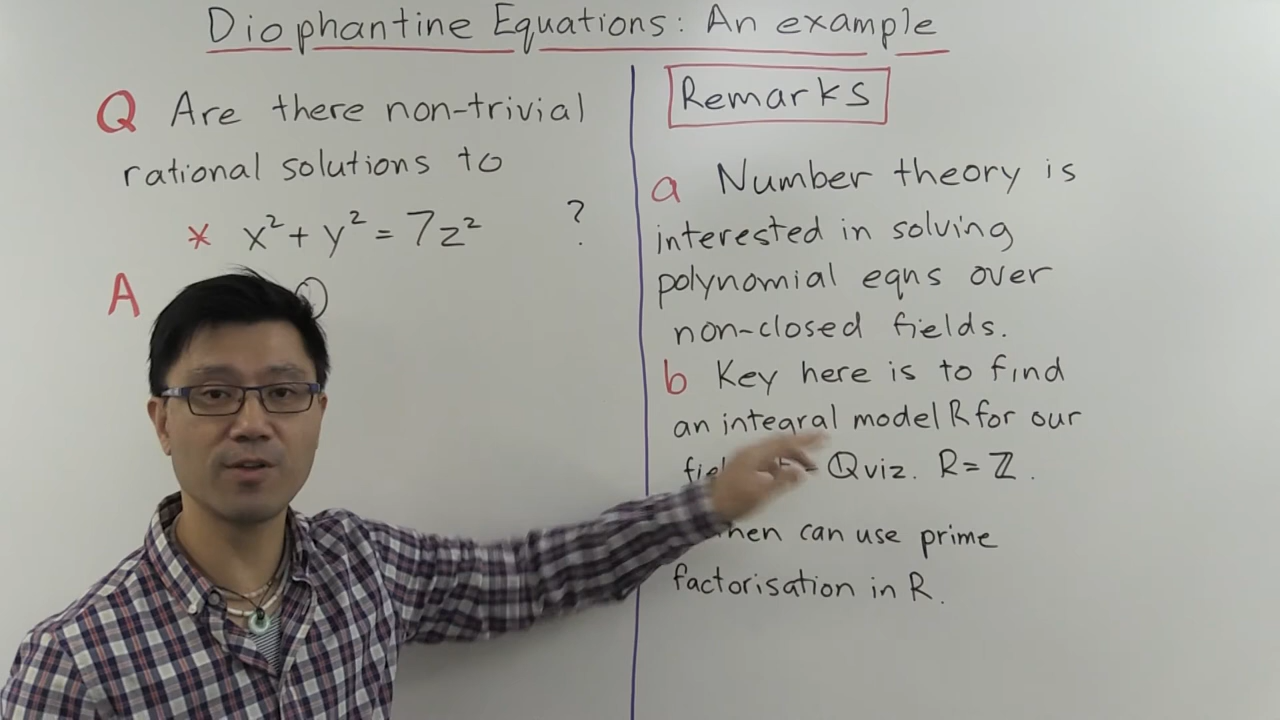 Diophantine Equations: An example
Q Are there non-trivial
rational solutions to
* x² + y² = 7z² ?
A ①
Remarks
a Number theory is
interested in solving
polynomial eqns over
non-closed fields.
b Key here is to find
an integral model R for our
= ℚ viz. R = ℤ.
can use prime
factorisation in R.